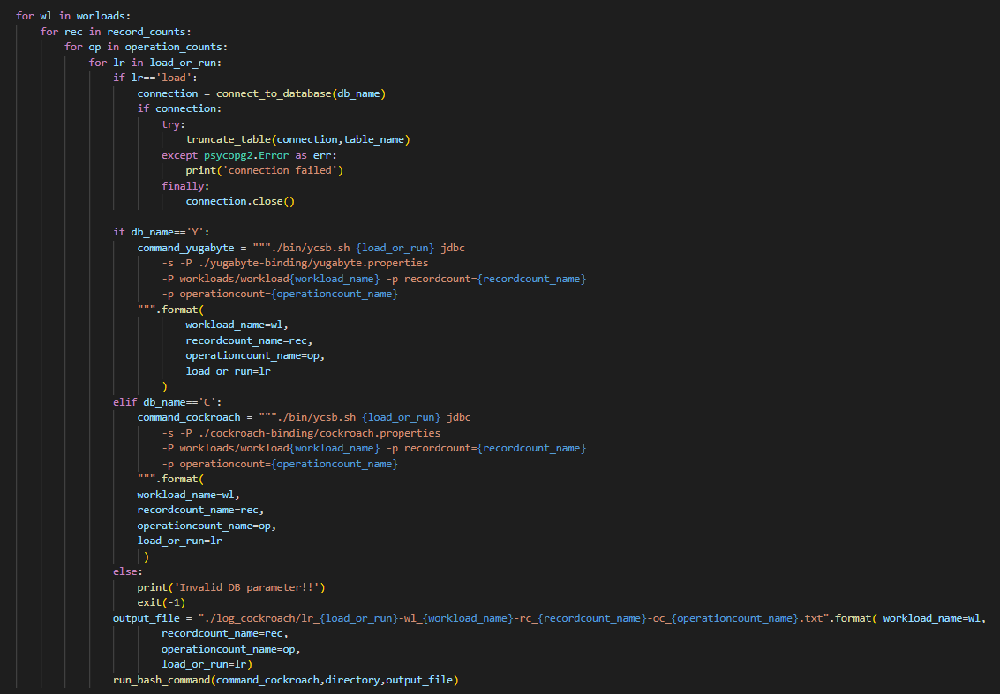 for wl in worloads:
    for rec in record_counts:
        for op in operation_counts:
            for lr in load_or_run:
                if lr=='load':
                    connection = connect_to_database(db_name)
                    if connection:
                        try:
                            truncate_table(connection,table_name)
                        except psycopg2.Error as err:
                            print('connection failed')
                        finally:
                            connection.close()

                if db_name=='Y':
                    command_yugabyte = """./bin/ycsb.sh {load_or_run} jdbc
                        -s -P ./yugabyte-binding/yugabyte.properties
                        -P workloads/workload{workload_name} -p recordcount={recordcount_name}
                        -p operationcount={operationcount_name}
                    """.format(
                            workload_name=wl,
                            recordcount_name=rec,
                            operationcount_name=op,
                            load_or_run=lr
                        )
                elif db_name=='C':
                    command_cockroach = """./bin/ycsb.sh {load_or_run} jdbc
                        -s -P ./cockroach-binding/cockroach.properties
                        -P workloads/workload{workload_name} -p recordcount={recordcount_name}
                        -p operationcount={operationcount_name}
                    """.format(
                    workload_name=wl,
                    recordcount_name=rec,
                    operationcount_name=op,
                    load_or_run=lr
                     )
                else:
                    print('Invalid DB parameter!!')
                    exit(-1)
                output_file = "./log_cockroach/lr_{load_or_run}-wl_{workload_name}-rc_{recordcount_name}-oc_{operationcount_name}.txt".format( workload_name=wl,
                        recordcount_name=rec,
                        operationcount_name=op,
                        load_or_run=lr)
                run_bash_command(command_cockroach,directory,output_file)